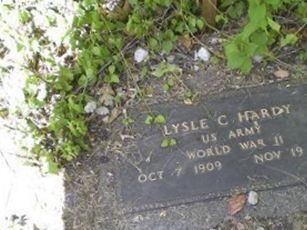 LYSLE C HARDY
US ARMY
WORLD WAR II
OCT 7 1909 NOV 19